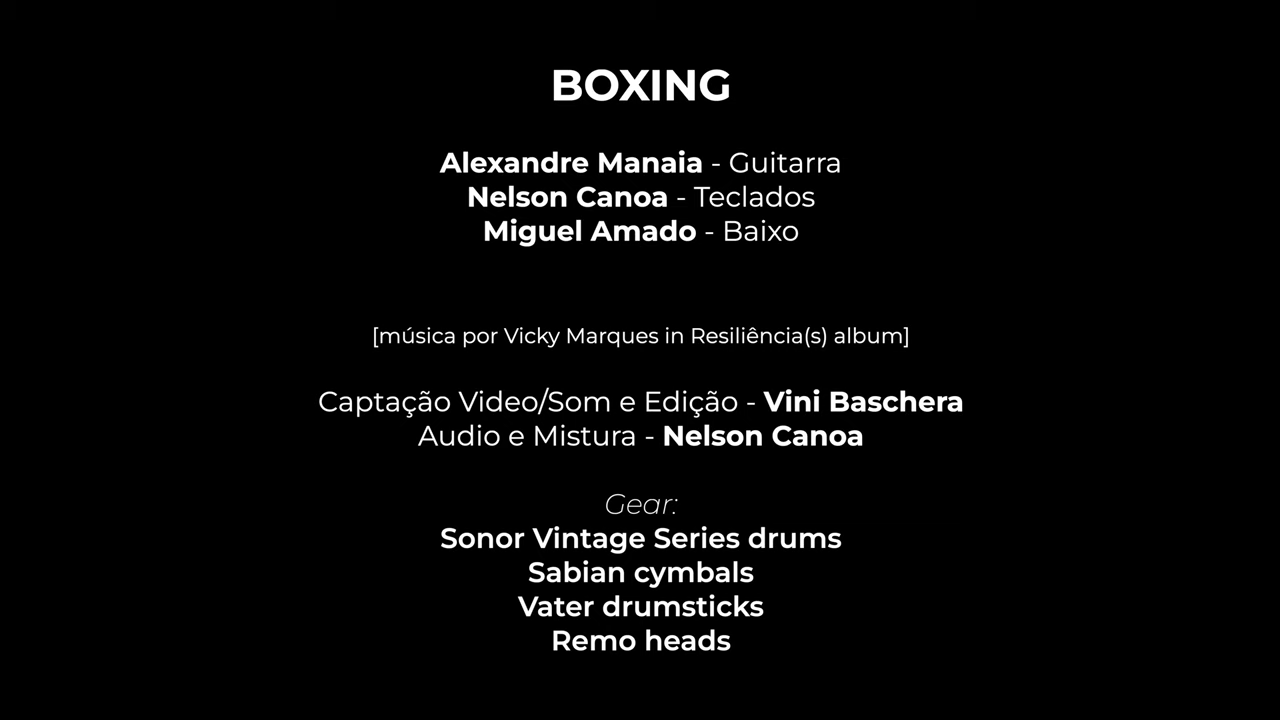 BOXING
Alexandre Manaia - Guitarra
Nelson Canoa - Teclados
Miguel Amado - Baixo
[música por Vicky Marques in Resiliência(s) album]
Captação Video/Som e Edição - Vini Baschera
Audio e Mistura - Nelson Canoa
Gear:
Sonor Vintage Series drums
Sabian cymbals
Vater drumsticks
Remo heads